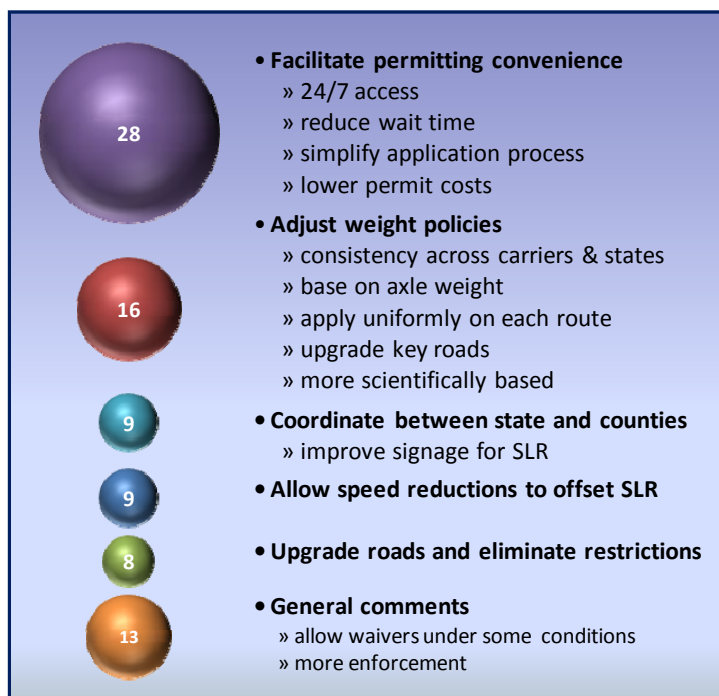 28
• Facilitate permitting convenience
» 24/7 access
» reduce wait time
» simplify application process
» lower permit costs
16
• Adjust weight policies
» consistency across carriers & states
» base on axle weight
» apply uniformly on each route
» upgrade key roads
» more scientifically based
9
• Coordinate between state and counties
» improve signage for SLR
9
• Allow speed reductions to offset SLR
8
• Upgrade roads and eliminate restrictions
13
• General comments
» allow waivers under some conditions
» more enforcement